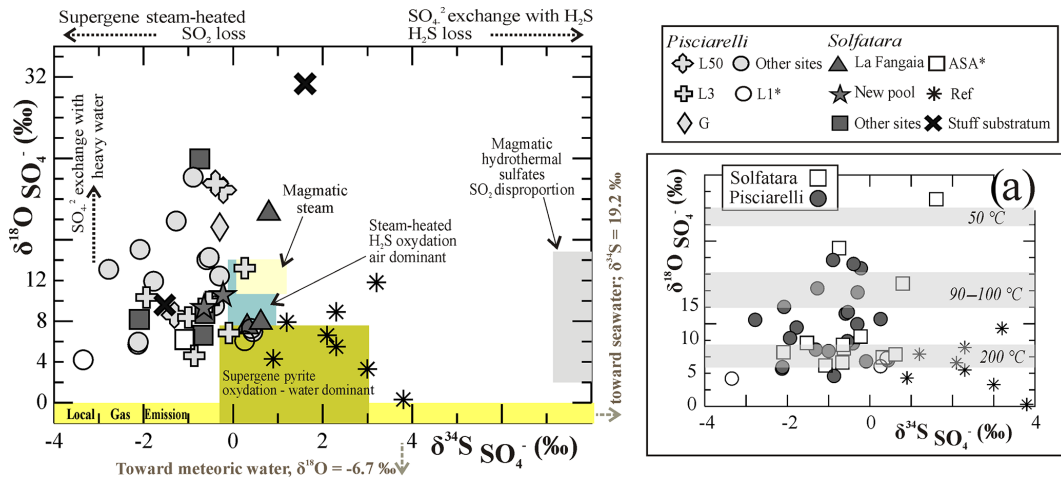 Supergene steam-heated
SO₂ loss
SO₄.² exchange with H₂S
H₂S loss
δ¹⁸O SO₄⁻ (‰)
32
12
8
4
0
SO₄.² exchange with
heavy water
Magmatic
steam
Steam-heated
H₂S oxydation
air dominant
Magmatic
hydrothermal
sulfates
SO₂ disproportion
Supergene pyrite
oxydation - water dominant
Local
Gas
Emission
-4
-2
0
2
4
δ³⁴S SO₄⁻ (‰)
Toward meteoric water, δ¹⁸O = -6.7 ‰
toward seawater; δ³⁴S = 19.2 ‰
Pisciarelli
Solfatara
L50
Other sites
La Fangaia
ASA*
L3
L1*
New pool
Ref
G
Other sites
Stuff substratum
(a)
Solfatara
Pisciarelli
50 °C
90–100 °C
200 °C
δ¹⁸O SO₄⁻ (‰)
15
10
5
0
-4
-2
0
2
4
δ³⁴S SO₄⁻ (‰)